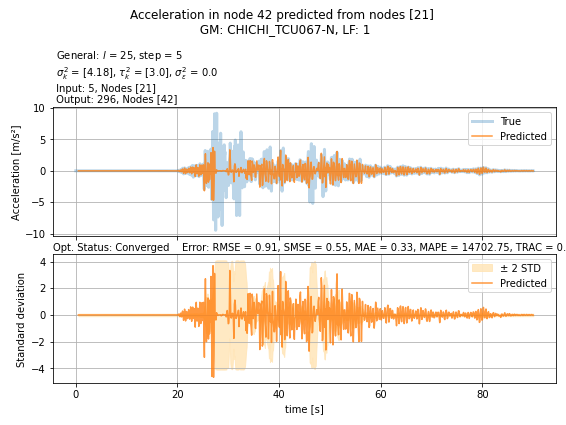 Acceleration in node 42 predicted from nodes [21]
GM: CHICHI_TCU067-N, LF: 1
General: l = 25, step = 5
σ²ₖ = [4.18], τ²ₖ = [3.0], σ²ε = 0.0
Input: 5, Nodes [21]
Output: 296, Nodes [42]
10
5
0
−5
−10
Acceleration [m/s²]
True
Predicted
Opt. Status: Converged Error: RMSE = 0.91, SMSE = 0.55, MAE = 0.33, MAPE = 14702.75, TRAC = 0.
4
2
0
−2
−4
Standard deviation
± 2 STD
Predicted
0 20 40 60 80
time [s]